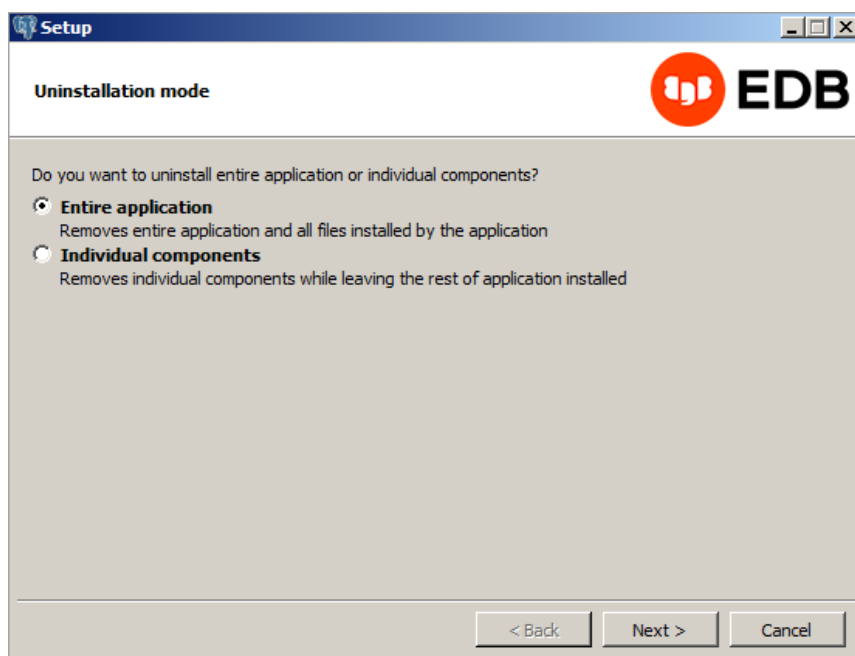 Setup
Uninstallation mode
EDB
Do you want to uninstall entire application or individual components?
Entire application
Removes entire application and all files installed by the application
Individual components
Removes individual components while leaving the rest of application installed
< Back
Next >
Cancel